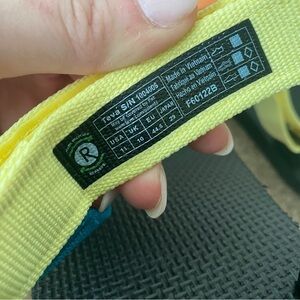 Teva S/N 1004006
USA UK EU JAPAN
11 10 44.5 29
Made in Vietnam
Fabriqué au Vietnam
Hecho en Vietnam
F60122B
R